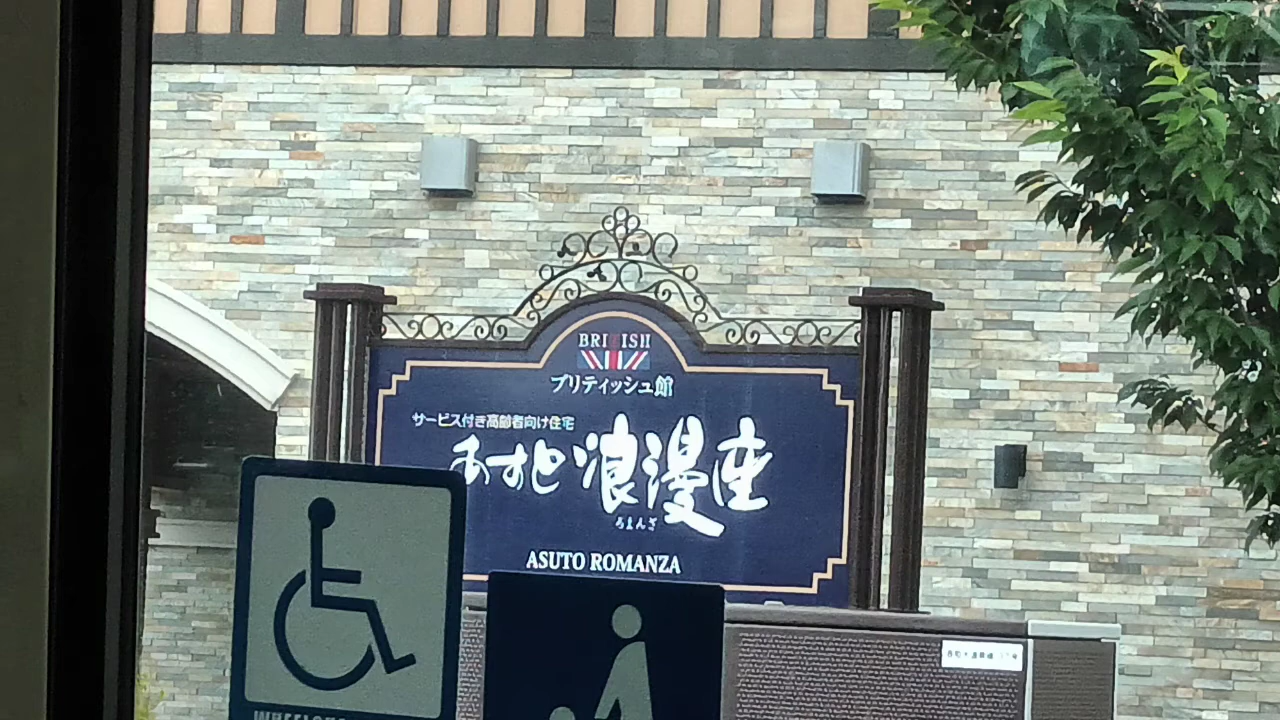 BRITISH
ブリティッシュ館
サービス付き高齢者向け住宅
あすと浪漫座
ろまんざ
ASUTO ROMANZA